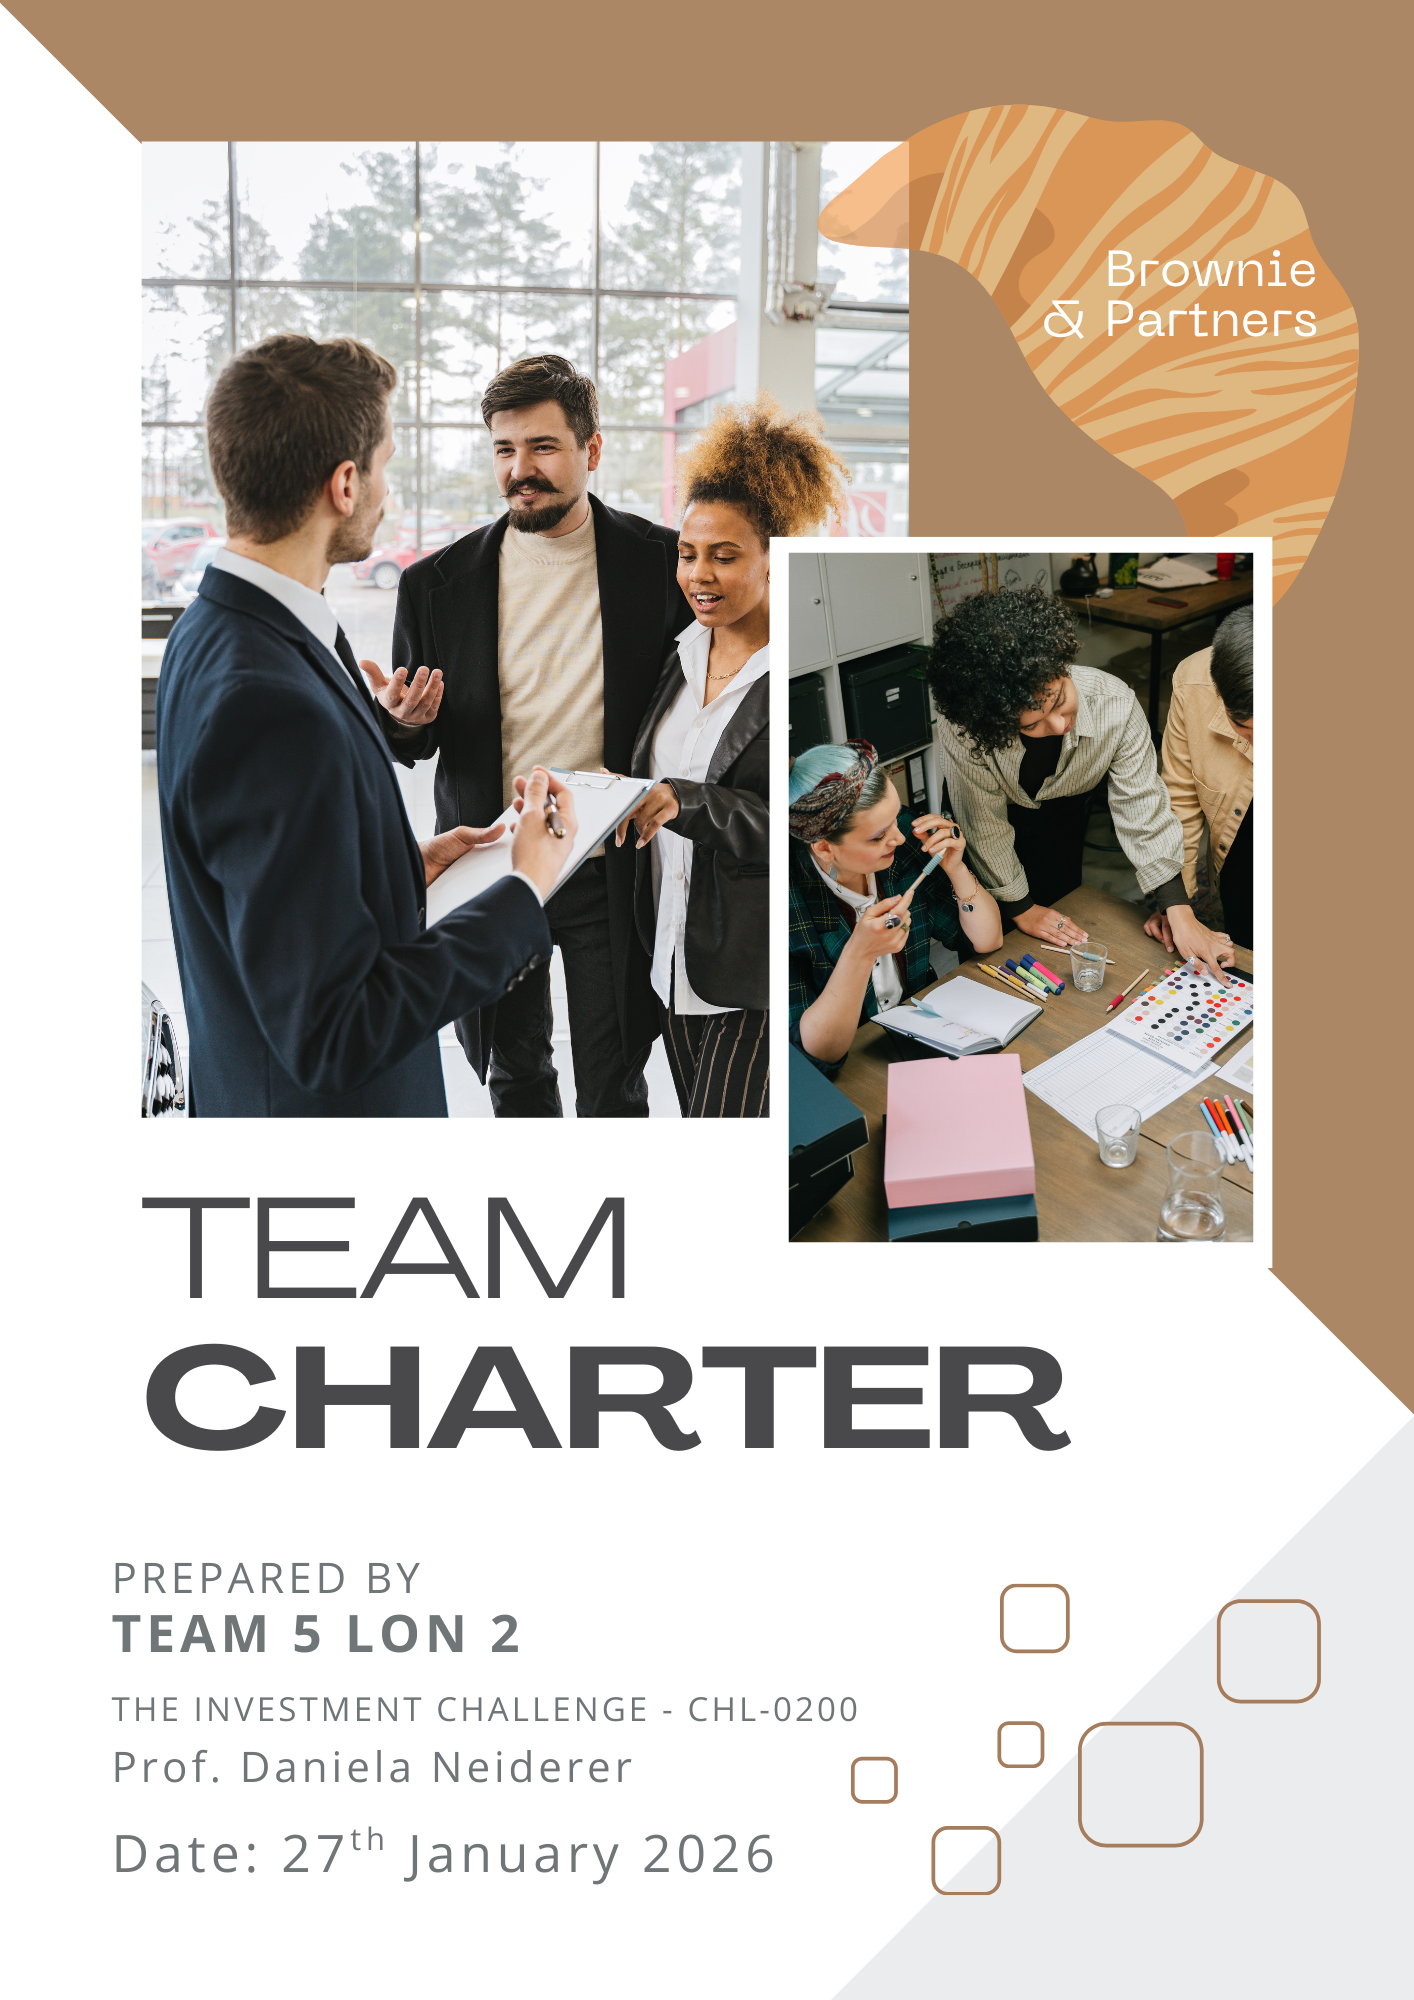 Brownie
& Partners
TEAM
CHARTER
PREPARED BY
TEAM 5 LON 2
THE INVESTMENT CHALLENGE - CHL-0200
Prof. Daniela Neiderer
Date: 27th January 2026